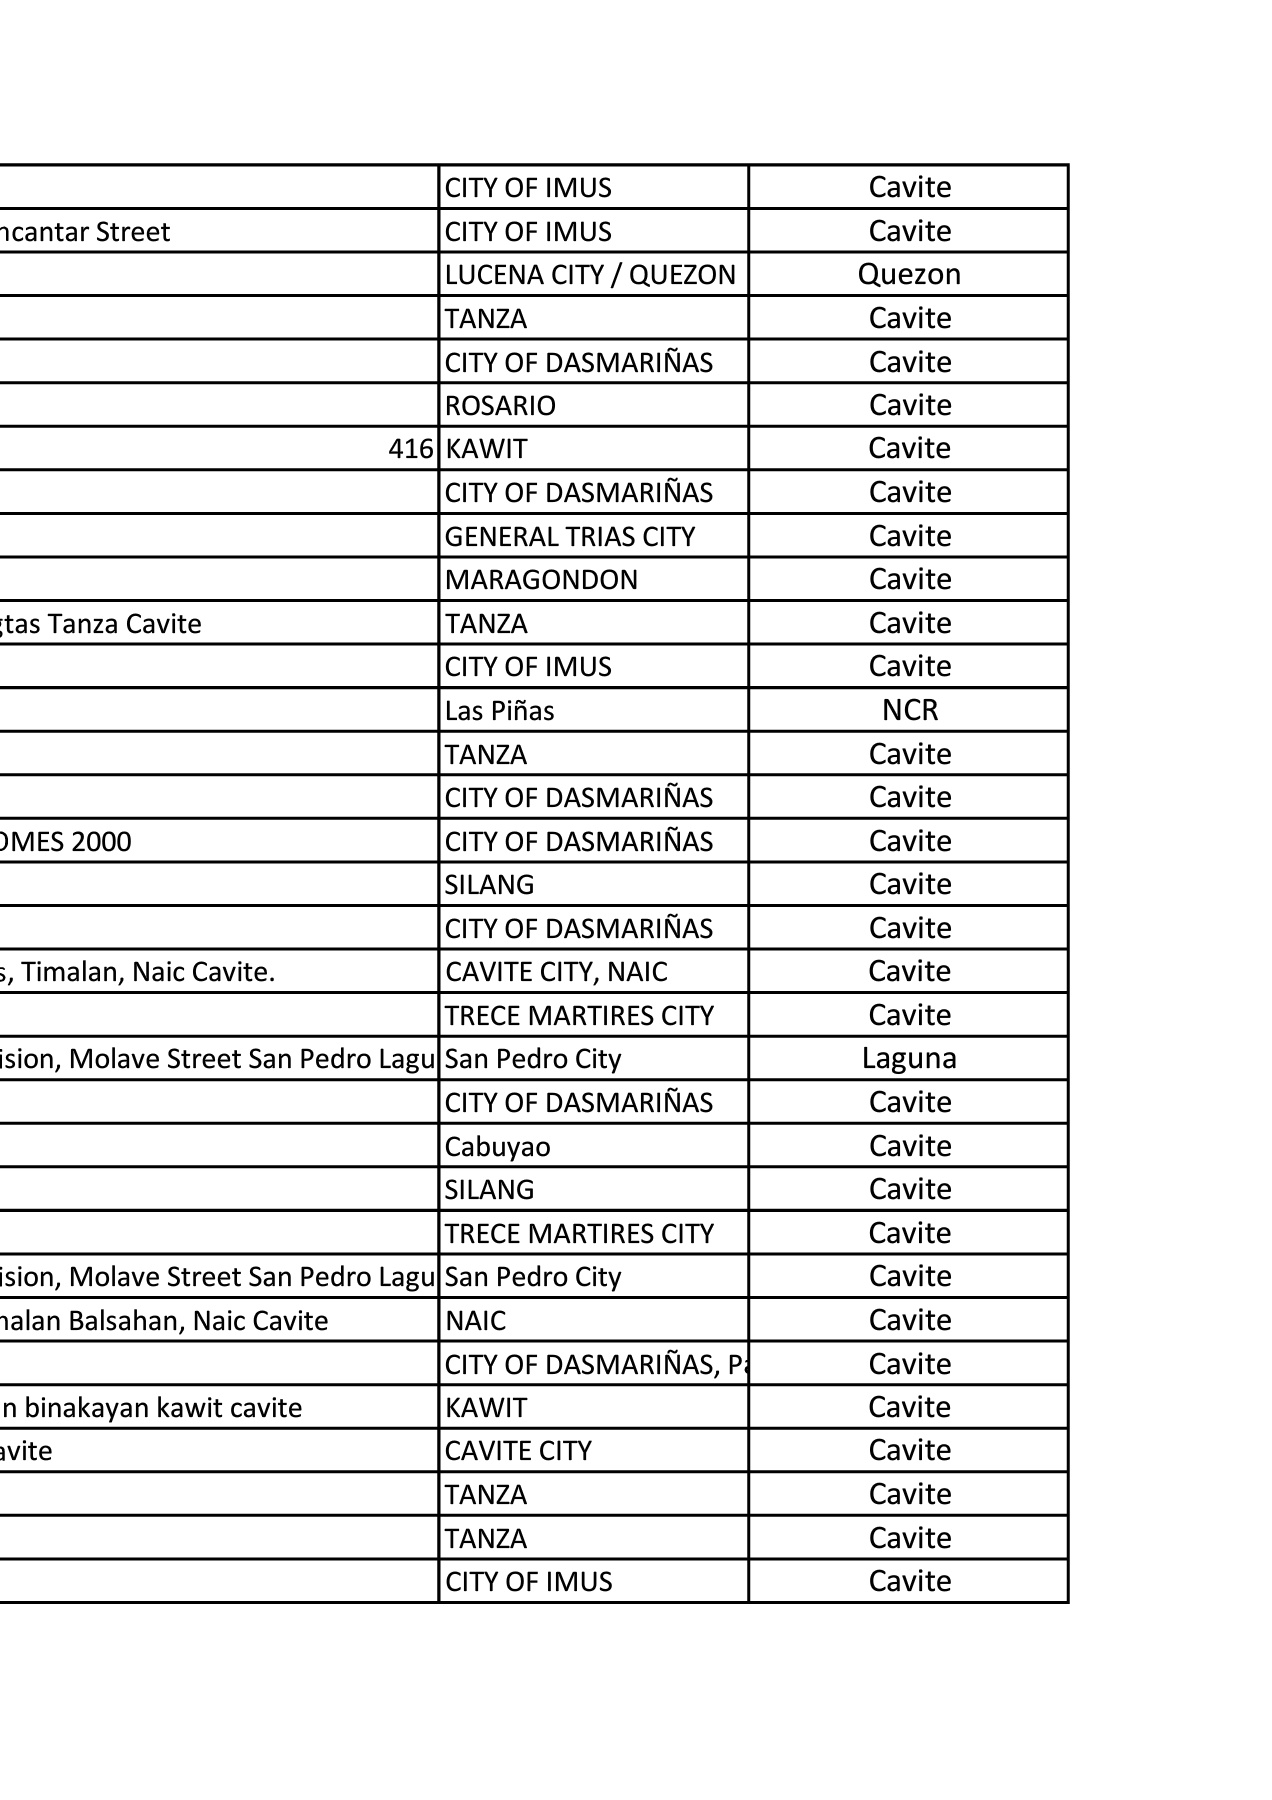 CITY OF IMUS Cavite
ncantar Street CITY OF IMUS Cavite
LUCENA CITY / QUEZON Quezon
TANZA Cavite
CITY OF DASMARIÑAS Cavite
ROSARIO Cavite
416 KAWIT Cavite
CITY OF DASMARIÑAS Cavite
GENERAL TRIAS CITY Cavite
MARAGONDON Cavite
gtas Tanza Cavite TANZA Cavite
CITY OF IMUS Cavite
Las Piñas NCR
TANZA Cavite
CITY OF DASMARIÑAS Cavite
OMES 2000 CITY OF DASMARIÑAS Cavite
SILANG Cavite
CITY OF DASMARIÑAS Cavite
s, Timalan, Naic Cavite. CAVITE CITY, NAIC Cavite
TRECE MARTIRES CITY Cavite
ision, Molave Street San Pedro Lagu San Pedro City Laguna
CITY OF DASMARIÑAS Cavite
Cabuyao Cavite
SILANG Cavite
TRECE MARTIRES CITY Cavite
ision, Molave Street San Pedro Lagu San Pedro City Cavite
malan Balsahan, Naic Cavite NAIC Cavite
CITY OF DASMARIÑAS, Pa Cavite
n binakayan kawit cavite KAWIT Cavite
avite CAVITE CITY Cavite
TANZA Cavite
TANZA Cavite
CITY OF IMUS Cavite